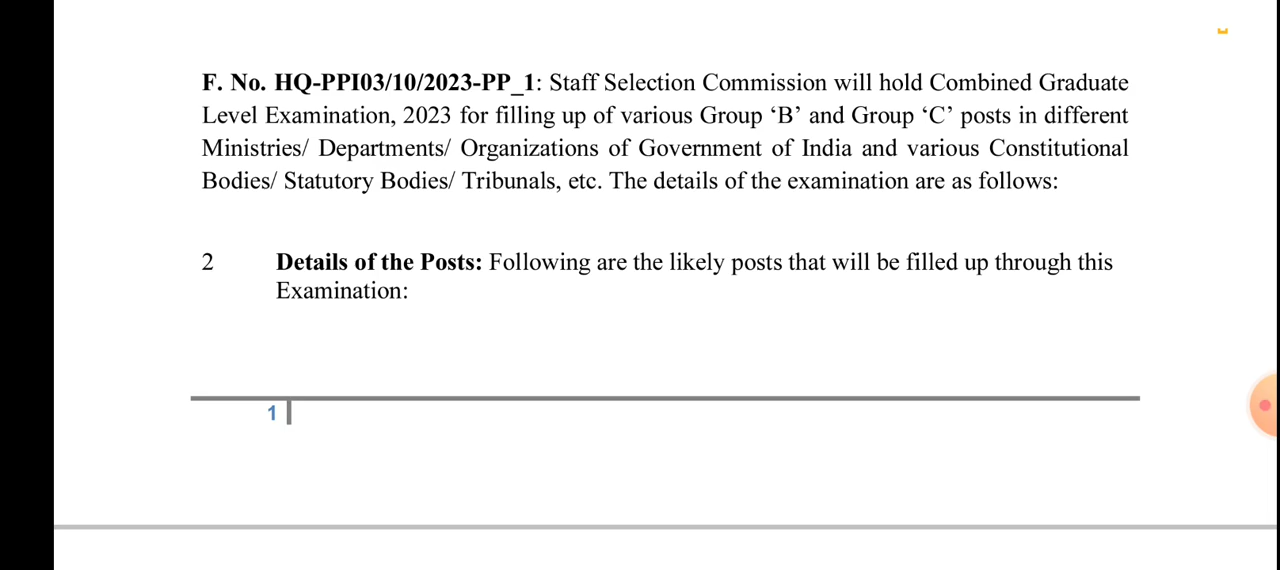 F. No. HQ-PPI03/10/2023-PP_1: Staff Selection Commission will hold Combined Graduate
Level Examination, 2023 for filling up of various Group ‘B’ and Group ‘C’ posts in different
Ministries/ Departments/ Organizations of Government of India and various Constitutional
Bodies/ Statutory Bodies/ Tribunals, etc. The details of the examination are as follows:
2 Details of the Posts: Following are the likely posts that will be filled up through this
Examination:
1